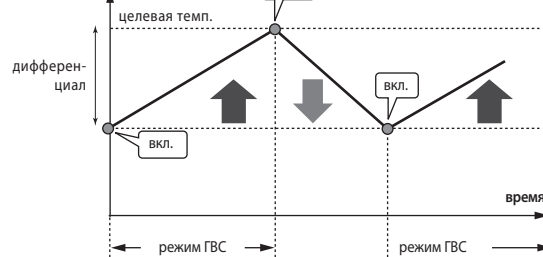 целевая темп.
дифферен-
циал
вкл.
вкл.
время
режим ГВС
режим ГВС